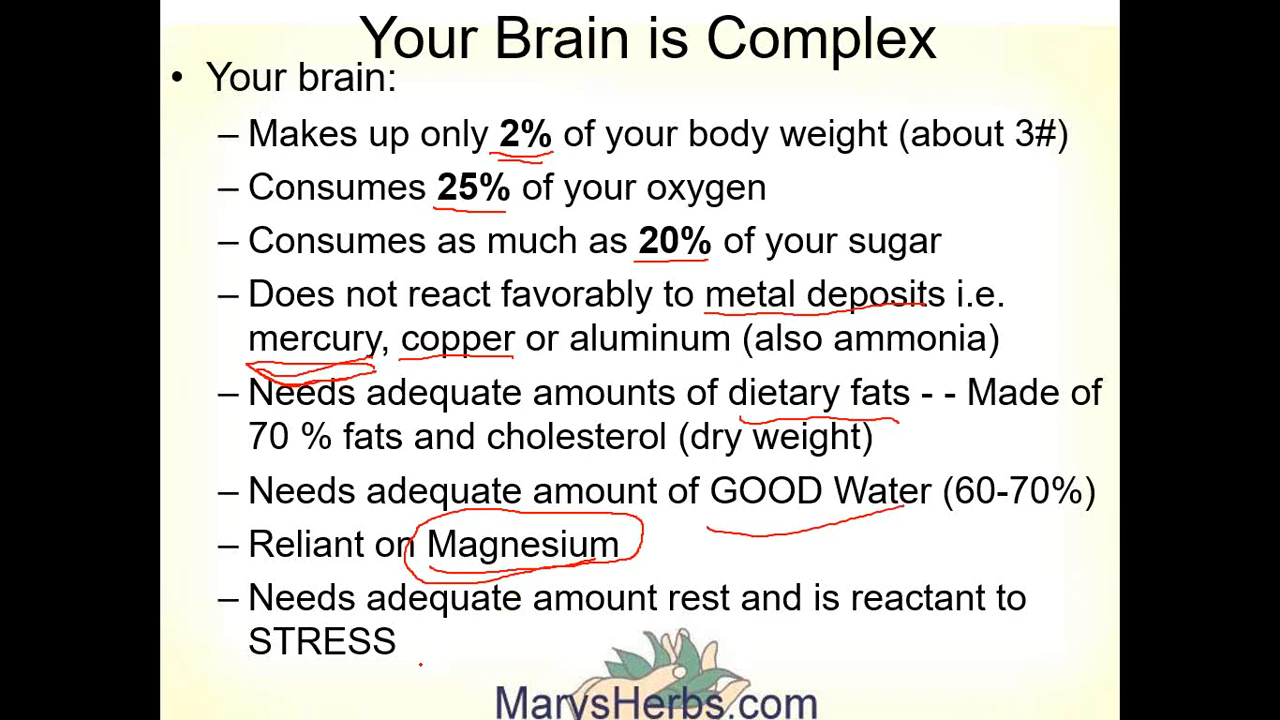 Your Brain is Complex
• Your brain:
– Makes up only 2% of your body weight (about 3#)
– Consumes 25% of your oxygen
– Consumes as much as 20% of your sugar
– Does not react favorably to metal deposits i.e.
mercury, copper or aluminum (also ammonia)
– Needs adequate amounts of dietary fats - - Made of
70 % fats and cholesterol (dry weight)
– Needs adequate amount of GOOD Water (60-70%)
– Reliant on Magnesium
– Needs adequate amount rest and is reactant to
STRESS
MarysHerbs.com